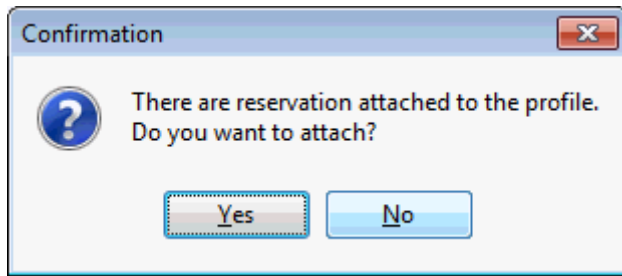 Confirmation
There are reservation attached to the profile.
Do you want to attach?
Yes
No